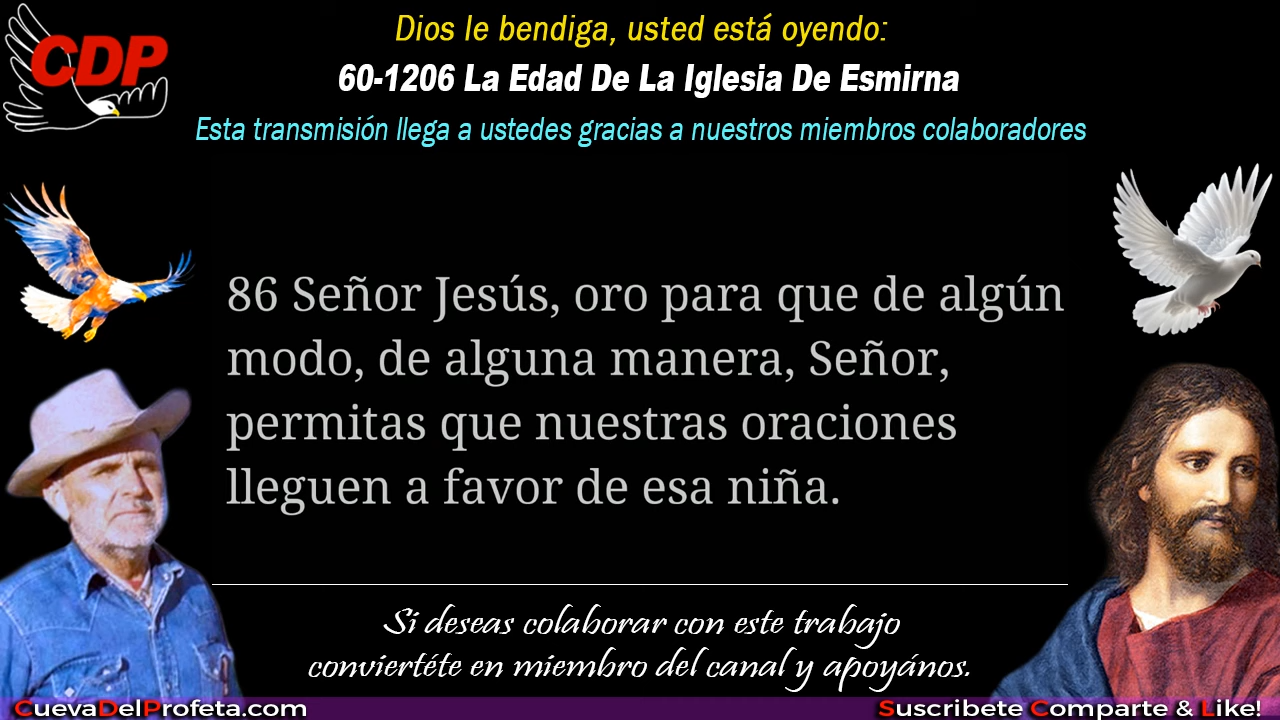 CDP
Dios le bendiga, usted está oyendo:
60-1206 La Edad De La Iglesia De Esmirna
Esta transmisión llega a ustedes gracias a nuestros miembros colaboradores
86 Señor Jesús, oro para que de algún
modo, de alguna manera, Señor,
permitas que nuestras oraciones
lleguen a favor de esa niña.
Si deseas colaborar con este trabajo
conviertéte en miembro del canal y apoyános.
CuevaDelProfeta.com
Suscribete Comparte & Like!